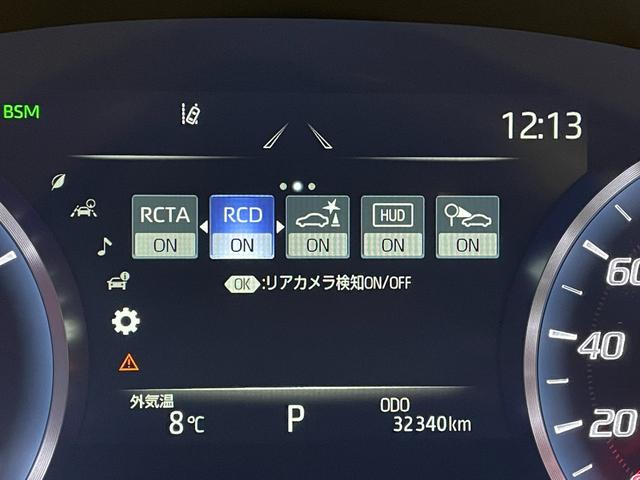 BSM
12:13
RCTA RCD HUD
ON ON ON ON ON
OK:リアカメラ検知ON/OFF
60
40
20
外気温 ODO
8℃ P 32340km